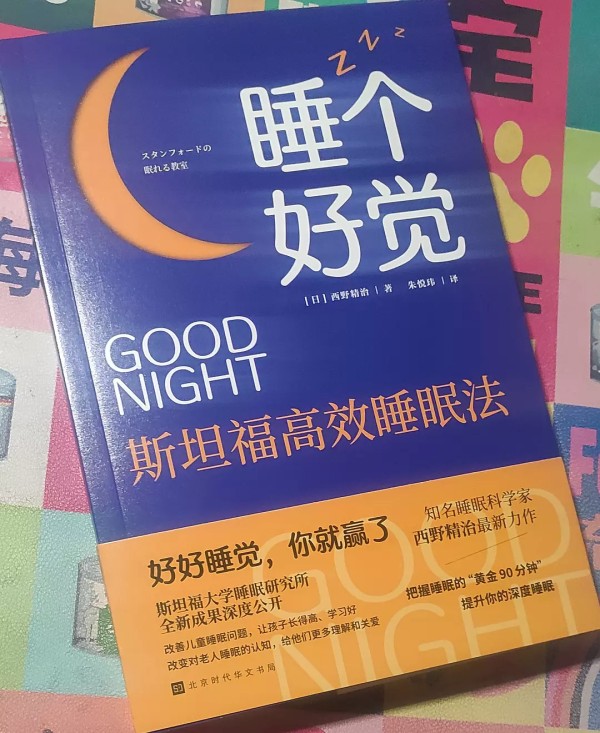 z z z
睡个
好觉
スタンフォードの
眠れる教室
[日] 西野精治 | 著 朱悦玮 | 译
GOOD
NIGHT
斯坦福高效睡眠法
知名睡眠科学家
西野精治最新力作
好好睡觉，你就赢了
斯坦福大学睡眠研究所
全新成果深度公开
把握睡眠的“黄金 90 分钟”
提升你的深度睡眠
改善儿童睡眠问题，让孩子长得高、学习好
改变对老人睡眠的认知，给他们更多理解和关爱
GOOD
NIGHT
北京时代华文书局
海
宝